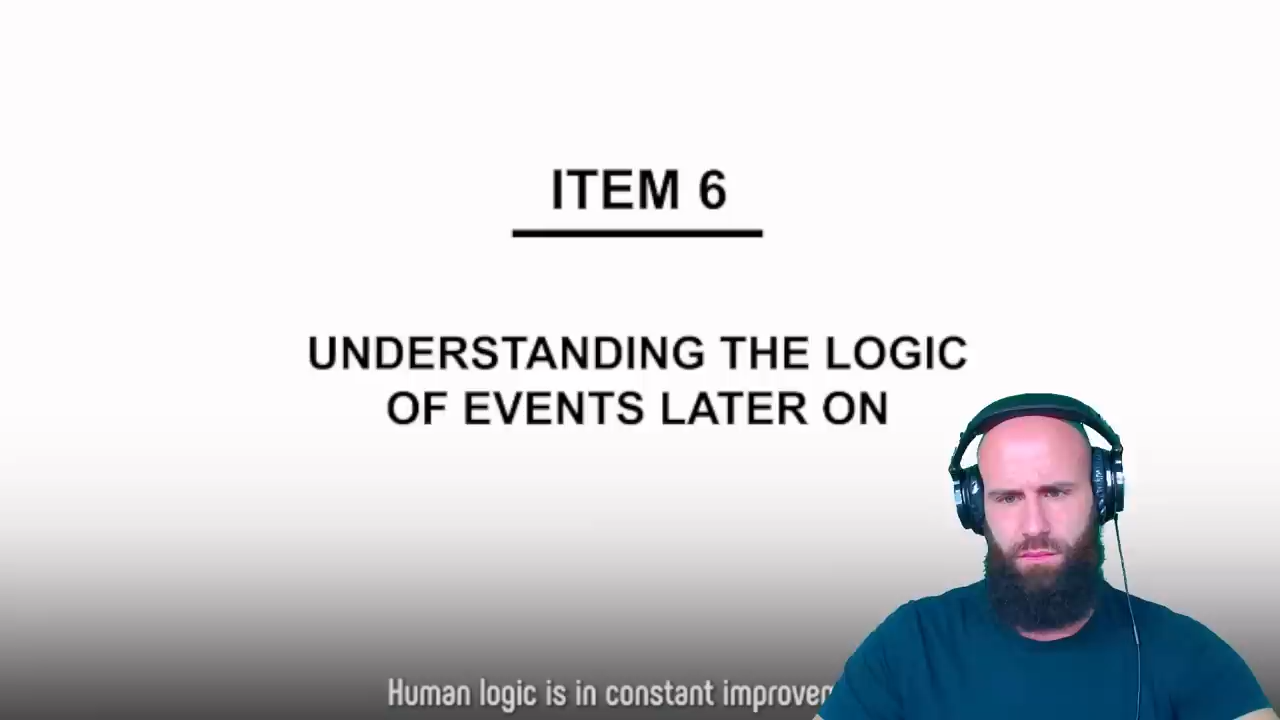 ITEM 6
UNDERSTANDING THE LOGIC
OF EVENTS LATER ON
Human logic is in constant